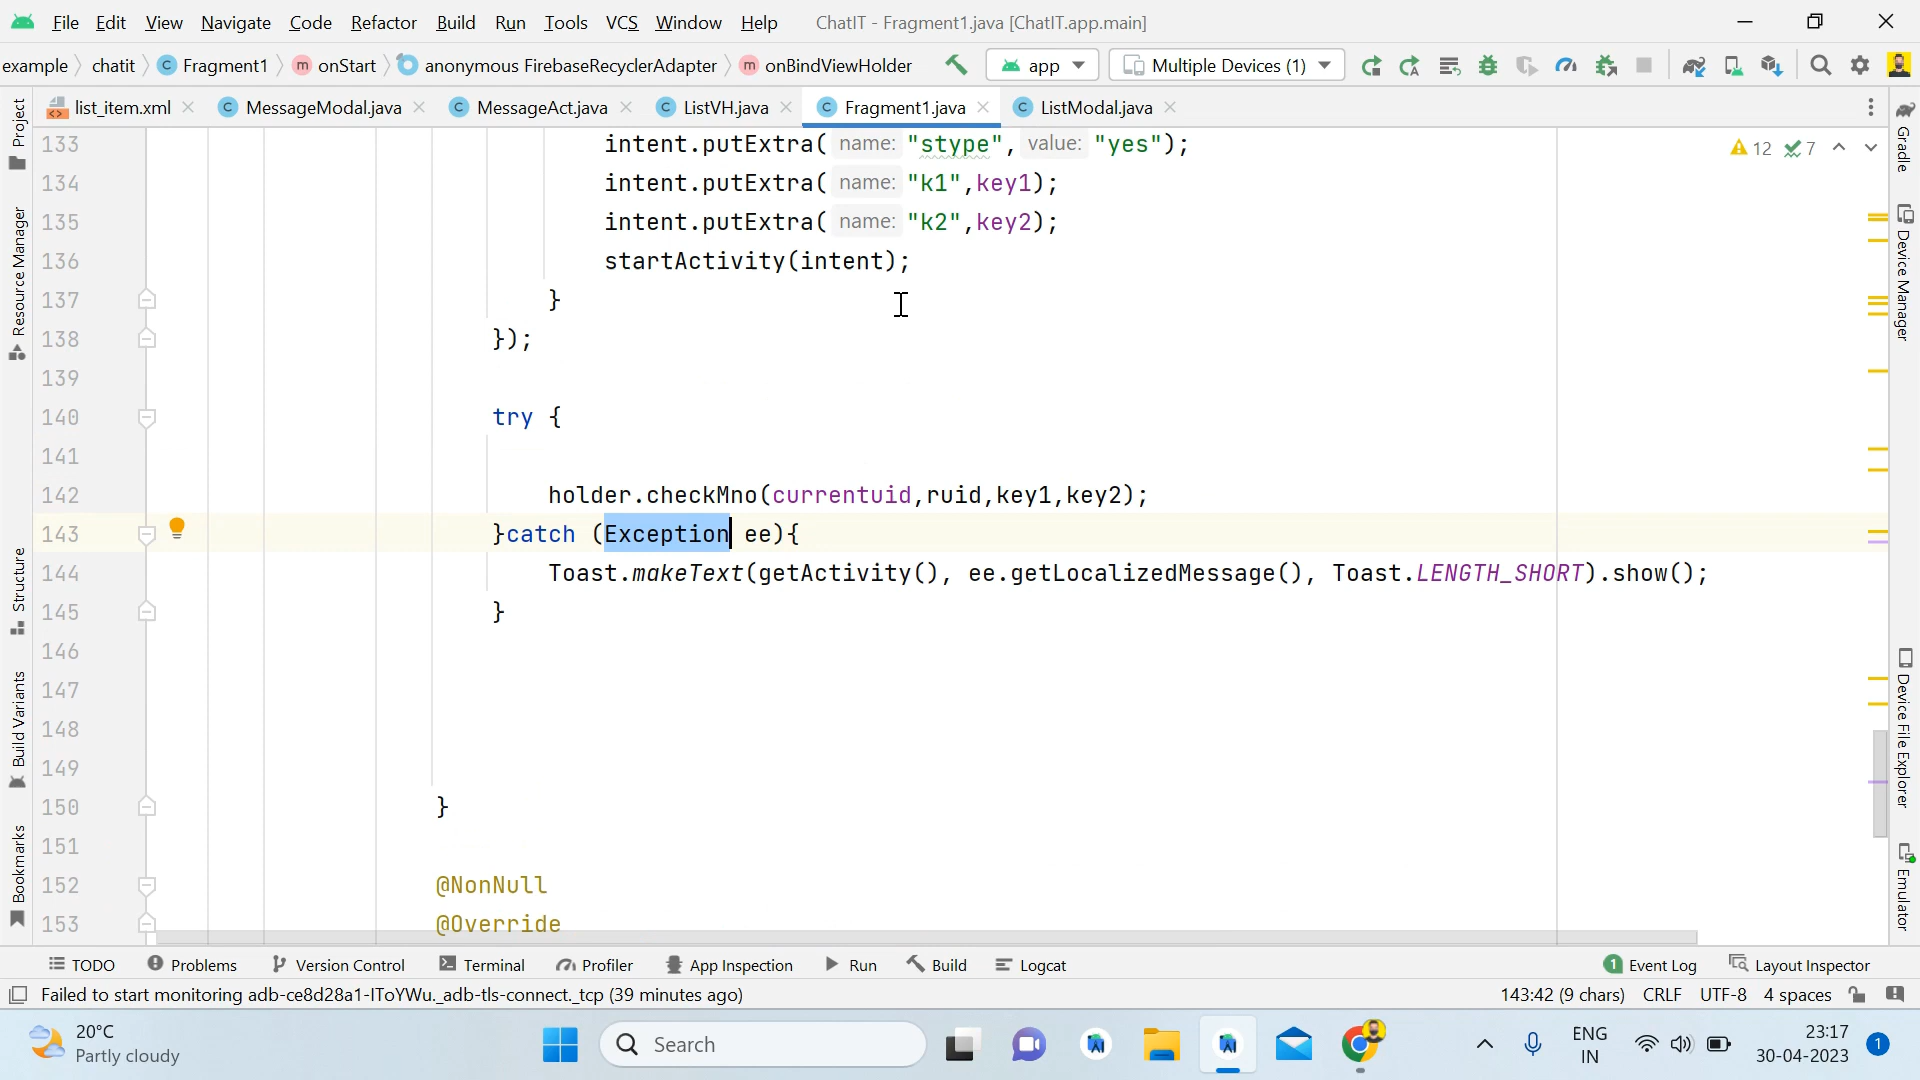 File Edit View Navigate Code Refactor Build Run Tools VCS Window Help ChatIT - Fragment1.java [ChatIT.app.main]
example chatit Fragment1 onStart anonymous FirebaseRecyclerAdapter onBindViewHolder app Multiple Devices (1)
list_item.xml MessageModal.java MessageAct.java ListVH.java Fragment1.java ListModal.java
133 intent.putExtra( name: "stype", value: "yes"); 12 7
134 intent.putExtra( name: "k1",key1);
135 intent.putExtra( name: "k2",key2);
136 startActivity(intent);
137 }
138 });
139
140 try {
141
142 holder.checkMno(currentuid,ruid,key1,key2);
143 }catch (Exception ee){
144 Toast.makeText(getActivity(), ee.getLocalizedMessage(), Toast.LENGTH_SHORT).show();
145 }
146
147
148
149
150 }
151
152 @NonNull
153 @Override
Project
Resource Manager
Structure
Build Variants
Bookmarks
Gradle
Device Manager
Device File Explorer
Emulator
TODO Problems Version Control Terminal Profiler App Inspection Run Build Logcat 1 Event Log Layout Inspector
Failed to start monitoring adb-ce8d28a1-IToYWu._adb-tls-connect._tcp (39 minutes ago) 143:42 (9 chars) CRLF UTF-8 4 spaces
20°C
Partly cloudy
Search
ENG
IN
23:17
30-04-2023
1